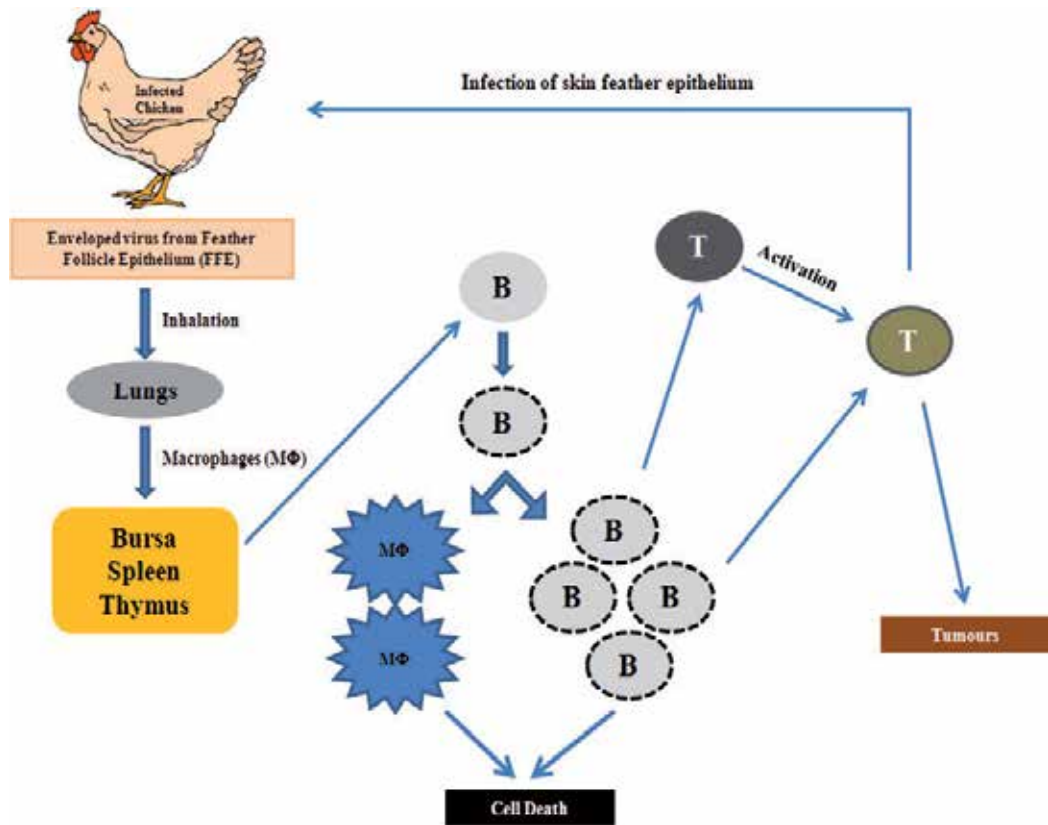 Infected
Chicken
Infection of skin feather epithelium
Enveloped virus from Feather
Follicle Epithelium (FFE)
Inhalation
Lungs
Macrophages (MΦ)
Bursa
Spleen
Thymus
B
B
MΦ
MΦ
B
B
B
B
T
Activation
T
Tumours
Cell Death